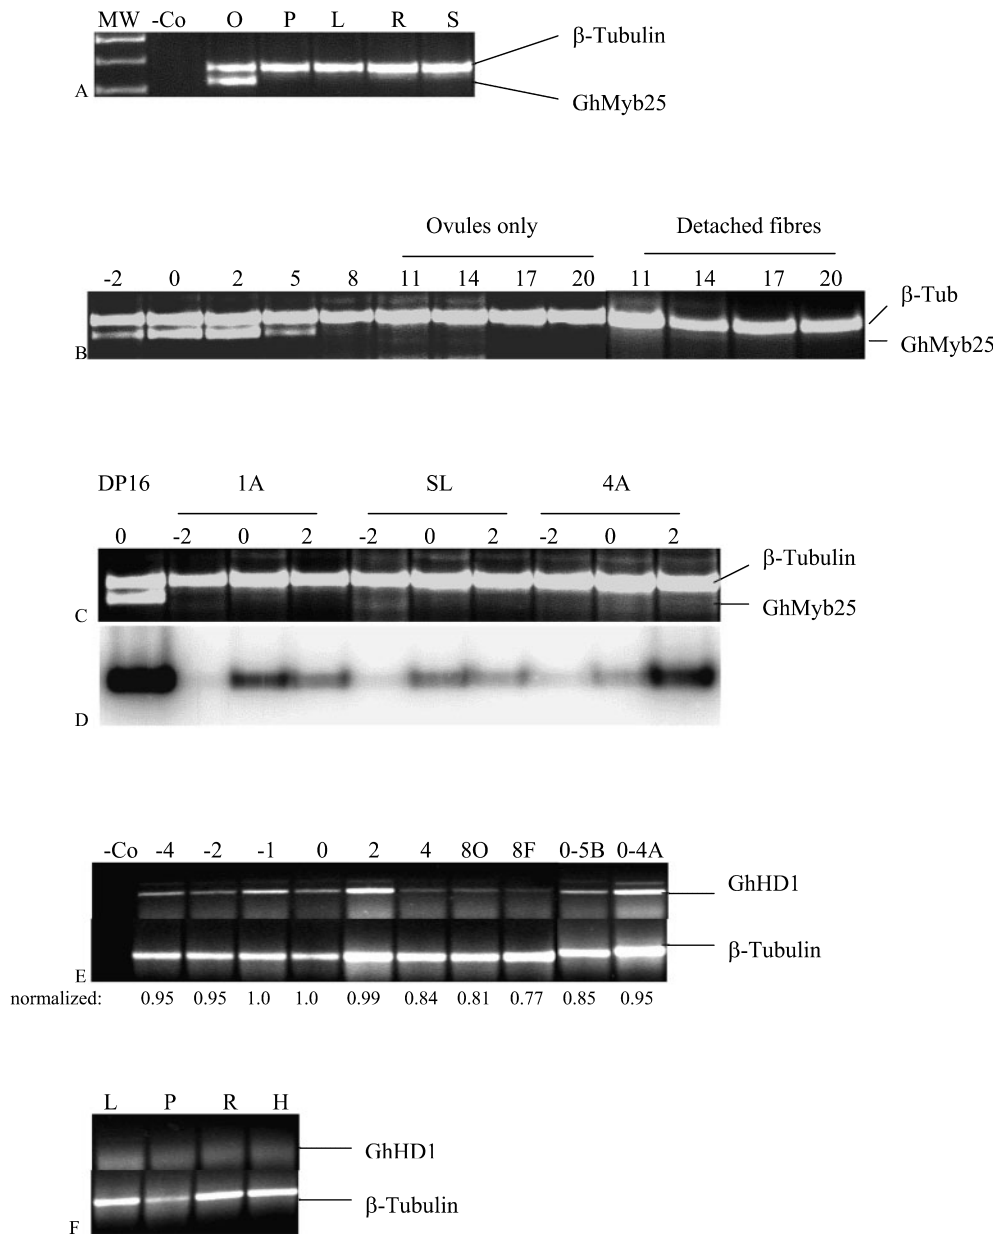 MW -Co O P L R S
β-Tubulin
A
GhMyb25
Ovules only Detached fibres
-2 0 2 5 8 11 14 17 20 11 14 17 20
β-Tub
B
GhMyb25
DP16 1A SL 4A
0 -2 0 2 -2 0 2 -2 0 2
β-Tubulin
C
GhMyb25
D
-Co -4 -2 -1 0 2 4 8O 8F 0-5B 0-4A
GhHD1
β-Tubulin
E
normalized: 0.95 0.95 1.0 1.0 0.99 0.84 0.81 0.77 0.85 0.95
L P R H
GhHD1
β-Tubulin
F